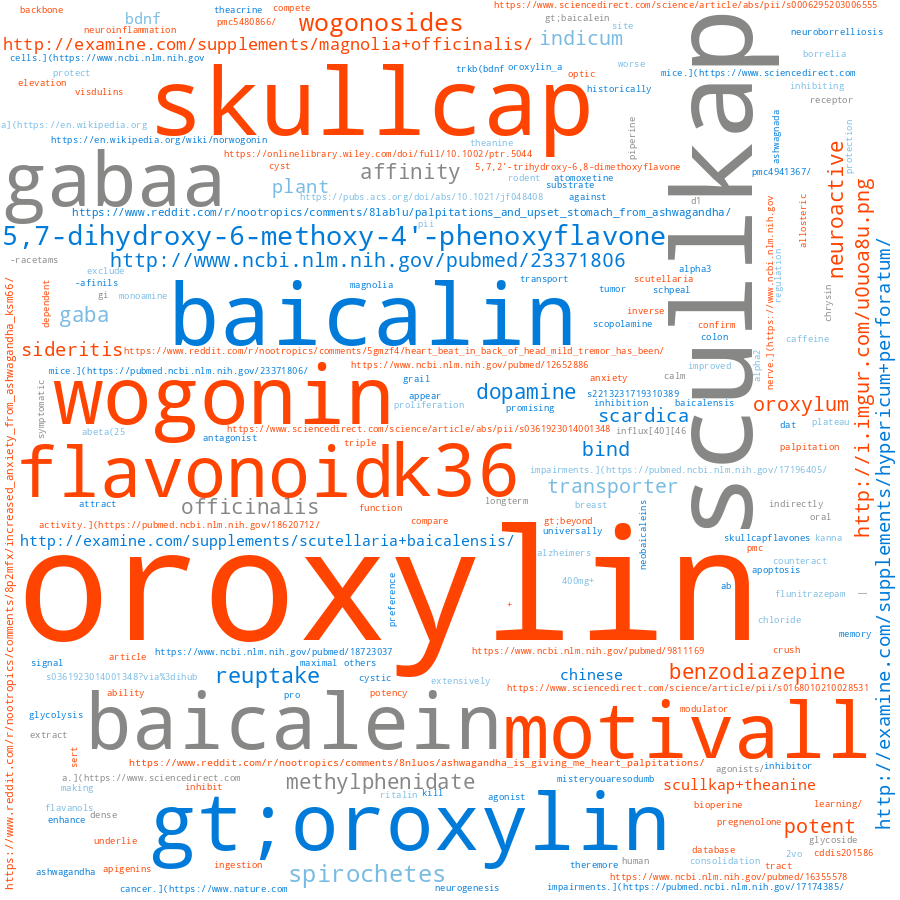 backbone
theacrine
compete
https://www.sciencedirect.com/science/article/abs/pii/s0006295203006555
bdnf
pmc5480866/
wogonosides
gt;baicalein
site
neuroinflammation
indicum
neuroborreliosis
http://examine.com/supplements/magnolia+officinalis/
cells.](https://www.ncbi.nlm.nih.gov
trkb(bdnf
oroxylin_a
worse
borrelia
protect
optic
mice.](https://www.sciencedirect.com
elevation
skullcap
scullkap
visdulins
historically
inhibiting
receptor
a](https://en.wikipedia.org
piperine
ashwagnada
protection
https://en.wikipedia.org/wiki/norwogonin
theanine
neuroactive
https://onlinelibrary.wiley.com/doi/full/10.1002/ptr.5044
gabaa
cyst
affinity
5,7,2'-trihydroxy-6,8-dimethoxyflavone
pmc4941367/
rodent
atomoxetine
plant
substrate
http://i.imgur.com/u0uoa8u.png
https://pubs.acs.org/doi/abs/10.1021/jf048408
against
d1
nerve.](https://www.ncbi.nlm.nih.gov
allosteric
https://www.reddit.com/r/nootropics/comments/8lab1u/palpitations_and_upset_stomach_from_ashwagandha/
pii
5,7-dihydroxy-6-methoxy-4'-phenoxyflavone
http://examine.com/supplements/hypericum+perforatum/
-racetams
http://www.ncbi.nlm.nih.gov/pubmed/23371806
regulation
exclude
alpha3
https://www.reddit.com/r/nootropics/comments/8p2mfx/increased_anxiety_from_ashwagandha_ksm66/
dependent
-afinils
transport
scutellaria
magnolia
tumor
schpeal
chrysin
gi
monoamine
baicalin
gaba
inverse
scopolamine
confirm
colon
caffeine
sideritis
https://www.reddit.com/r/nootropics/comments/5gmzf4/heart_beat_in_back_of_head_mild_tremor_has_been/
alpha2
https://www.ncbi.nlm.nih.gov/pubmed/12652886
improved
mice.](https://pubmed.ncbi.nlm.nih.gov/23371806/
grail
anxiety
calm
symptomatic
wogonin
appear
dopamine
s2213231719310389
proliferation
promising
inhibition
baicalensis
oroxylum
scardica
dat
plateau
abeta(25
https://www.sciencedirect.com/science/article/abs/pii/s0361923014001348
influx[40][46
antagonist
triple
bind
palpitation
flavonoidk36
impairments.](https://pubmed.ncbi.nlm.nih.gov/17196405/
transporter
attract
officinalis
longterm
breast
indirectly
function
neobaicaleins
oral
activity.](https://pubmed.ncbi.nlm.nih.gov/18620712/
compare
gt;beyond
universally
http://examine.com/supplements/scutellaria+baicalensis/
skullcapflavones
kanna
alzheimers
pmc
oroxylin
counteract
apoptosis
preference
400mg+
ab
flunitrazepam
—
+
chloride
memory
https://www.ncbi.nlm.nih.gov/pubmed/18723037
https://www.ncbi.nlm.nih.gov/pubmed/9811169
crush
signal
article
maximal
others
s0361923014001348?via%3dihub
reuptake
cystic
extensively
chinese
benzodiazepine
ability
pro
potency
https://www.sciencedirect.com/science/article/pii/s0168010210028531
baicalein
motivall
modulator
glycolysis
extract
sert
https://www.reddit.com/r/nootropics/comments/8nluos/ashwagandha_is_giving_me_heart_palpitations/
agonists/
inhibitor
a.](https://www.sciencedirect.com
methylphenidate
misteryouaresodumb
making
inhibit
scullkap+theanine
ritalin
kill
agonist
flavanols
gt;oroxylin
bioperine
learning/
enhance
dense
pregnenolone
potent
underlie
glycoside
database
2vo
cddis201586
human
consolidation
ashwagandha
apigenins
ingestion
theremore
tract
spirochetes
https://www.ncbi.nlm.nih.gov/pubmed/16355578
cancer.](https://www.nature.com
neurogenesis
impairments.](https://pubmed.ncbi.nlm.nih.gov/17174385/